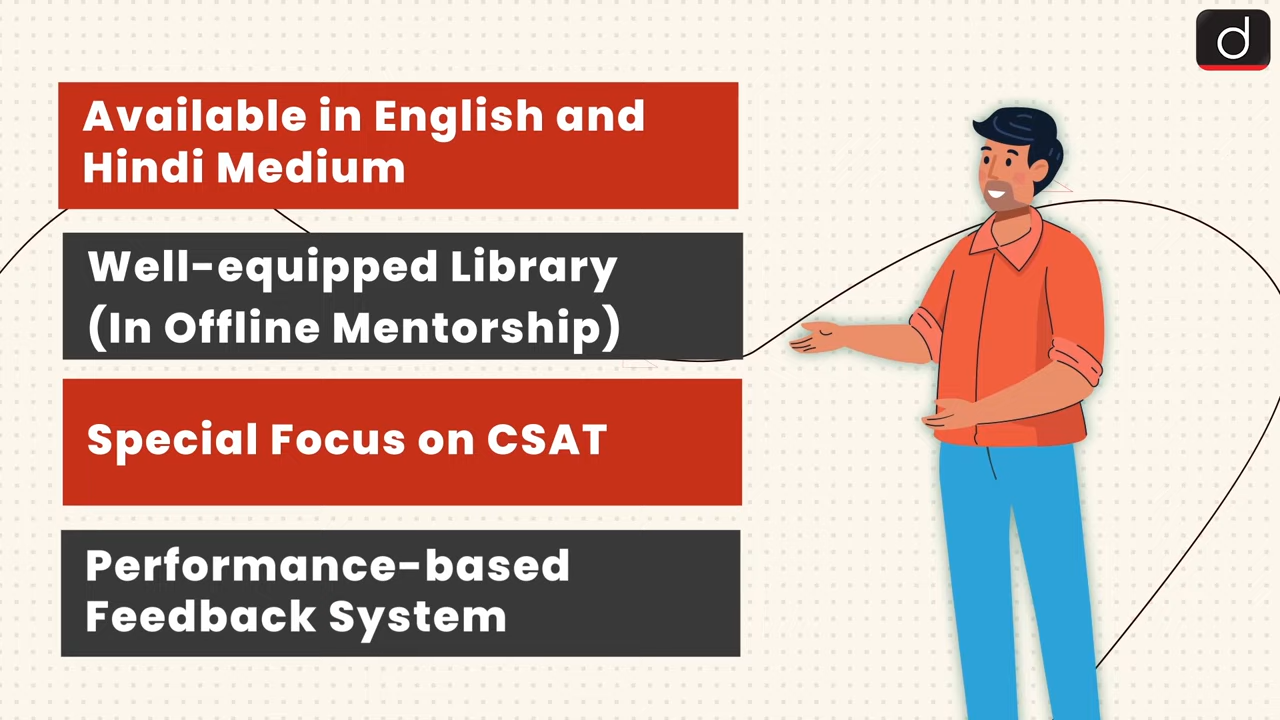 d
Available in English and
Hindi Medium
Well-equipped Library
(In Offline Mentorship)
Special Focus on CSAT
Performance-based
Feedback System